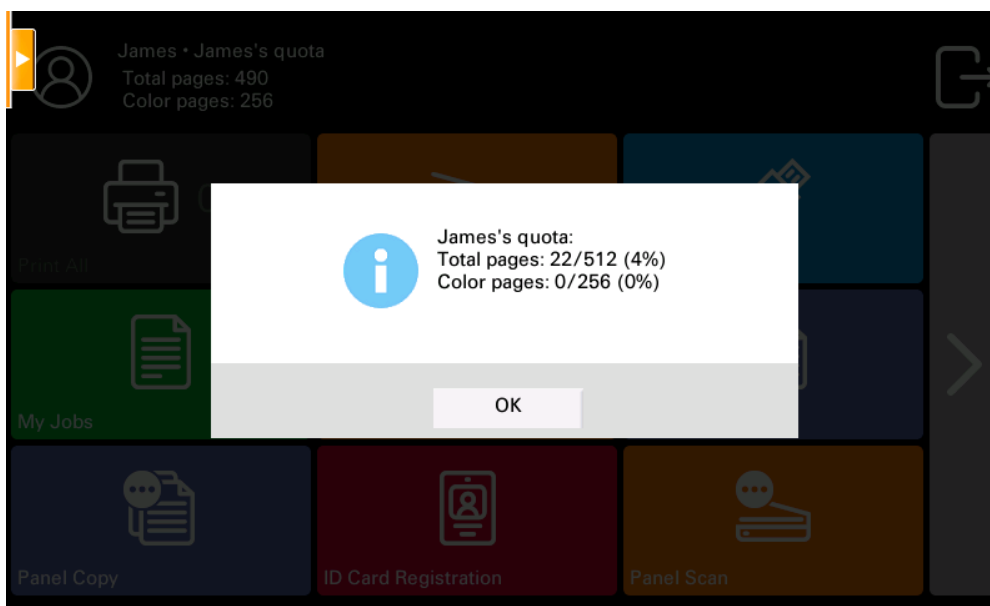 James • James's quota
Total pages: 490
Color pages: 256
James's quota:
Total pages: 22/512 (4%)
Color pages: 0/256 (0%)
OK
Print All
My Jobs
Panel Copy
ID Card Registration
Panel Scan